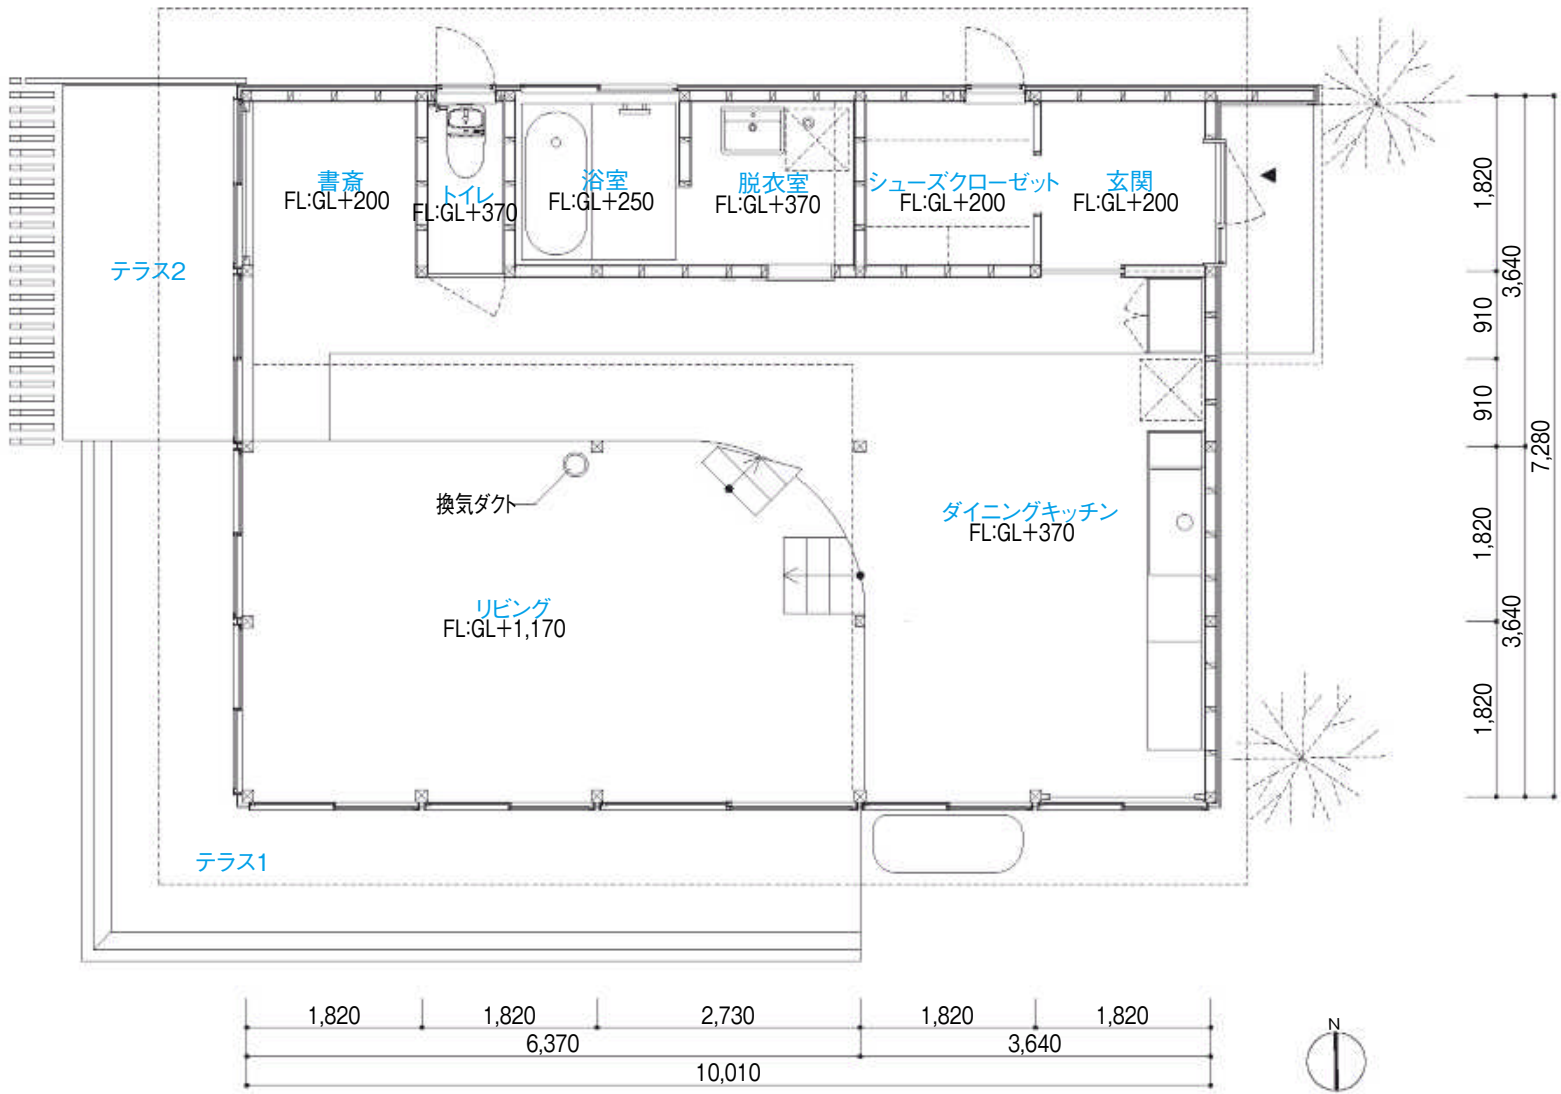 書斎
FL:GL+200
トイレ
FL:GL+370
浴室
FL:GL+250
脱衣室
FL:GL+370
シューズクローゼット
FL:GL+200
玄関
FL:GL+200
テラス2
換気ダクト
ダイニングキッチン
FL:GL+370
リビング
FL:GL+1,170
テラス1
1,820
3,640
910
910
7,280
1,820
3,640
1,820
1,820
1,820
2,730
1,820
1,820
6,370
3,640
10,010
N